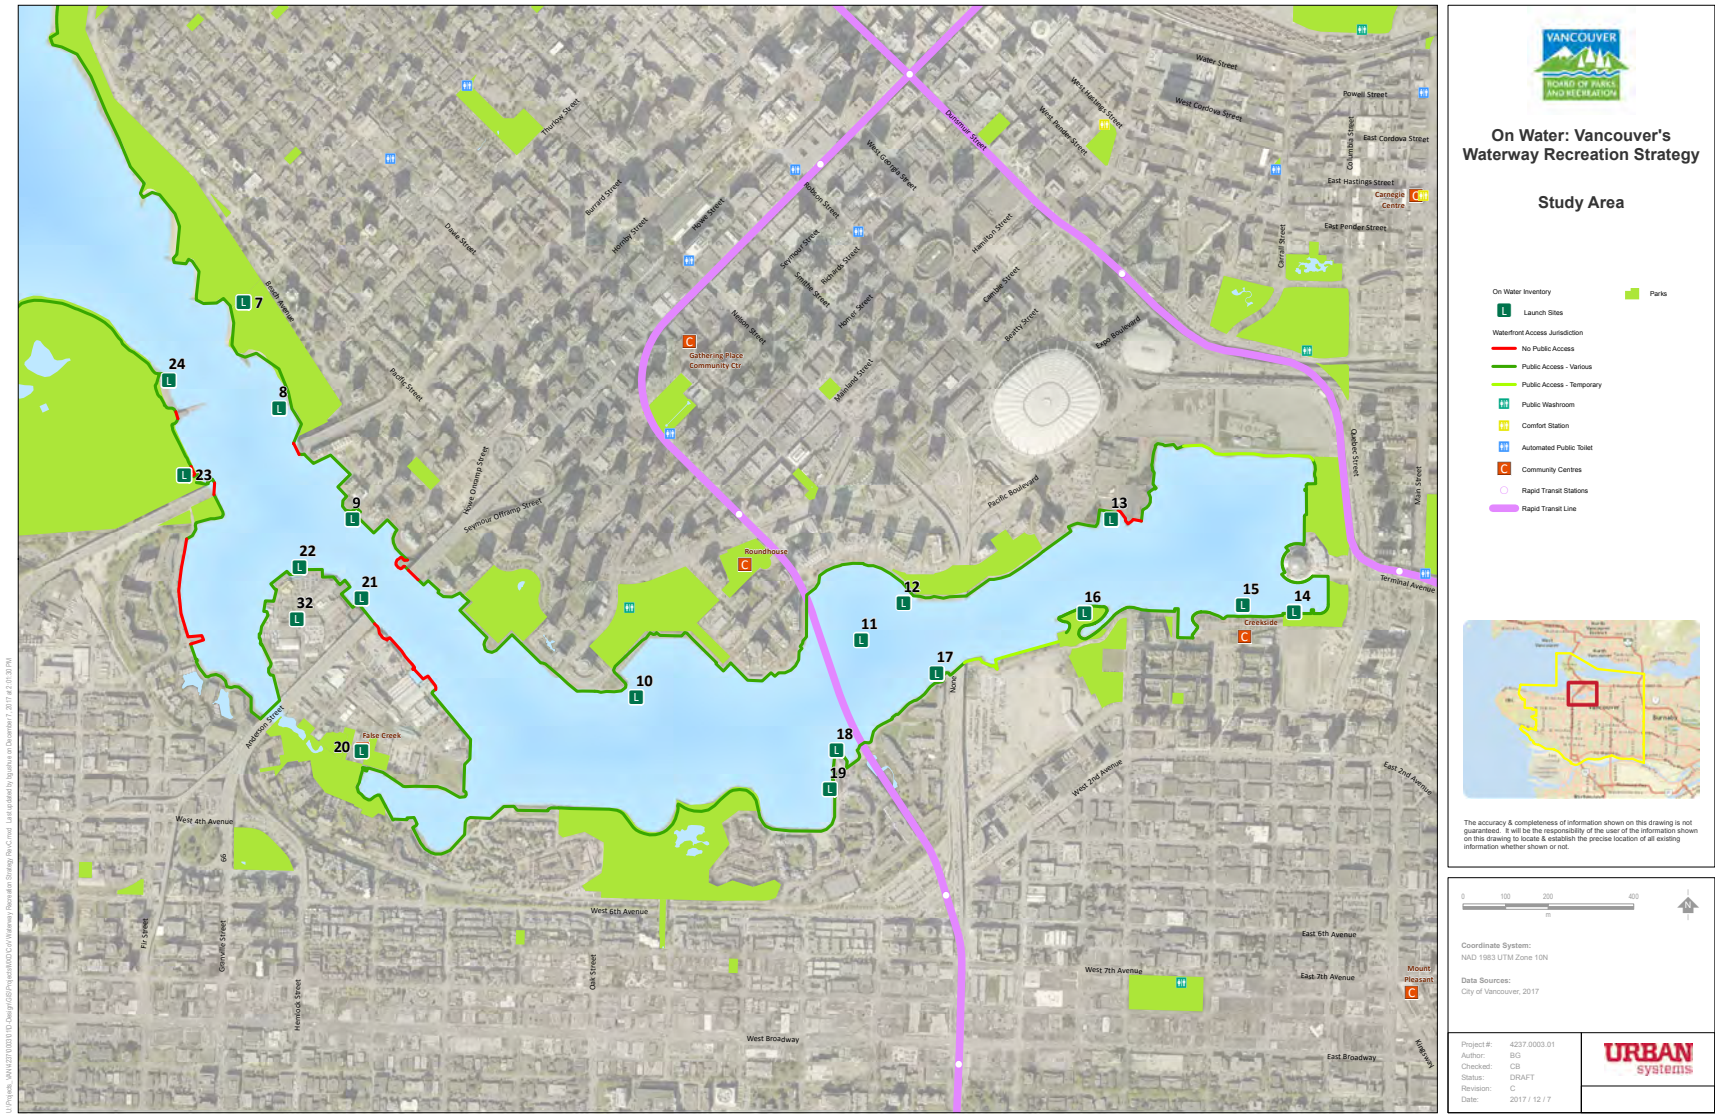 VANCOUVER
BOARD OF PARKS
AND RECREATION
On Water: Vancouver's
Waterway Recreation Strategy
Study Area
On Water Inventory
L Launch Sites
Parks
Waterfront Access Jurisdiction
No Public Access
Public Access - Various
Public Access - Temporary
Public Washroom
Comfort Station
Automated Public Toilet
C Community Centres
Rapid Transit Stations
Rapid Transit Line
The accuracy & completeness of information shown on this drawing is not
guaranteed. It will be the responsibility of the user of the information shown
on this drawing to locate & establish the precise location of all existing
information whether shown or not.
0 100 200 400
m
N
Coordinate System:
NAD 1983 UTM Zone 10N
Data Sources:
City of Vancouver, 2017
Project#: 4237.0003.01
Author: BG
Checked: CB
Status: DRAFT
Revision: C
Date: 2017 / 12 / 7
URBAN
systems
Water Street
Powell Street
West Hastings Street
West Cordova Street
East Cordova Street
Columbia Street
West Pender Street
Dunsmuir Street
Thurlow Street
West Georgia Street
East Hastings Street
Carnegie
Centre
C
Burrard Street
Robson Street
Howe Street
Hornby Street
Davie Street
Hamilton Street
East Pender Street
Carrall Street
Seymour Street
Richards Street
Smithe Street
Cambie Street
Homer Street
Beach Avenue
Nelson Street
Beatty Street
Expo Boulevard
L 7
C
Gathering Place
Community Ctr
Mainland Street
Pacific Street
24
L
8
L
Quebec Street
Main Street
Howe Onramp Street
Seymour Offramp Street
Pacific Boulevard
L 23
9
L
13
L
Roundhouse
C
22
L
21
L
32
L
12
L
11
L
16
L
15
L
14
L
Creekside
C
Terminal Avenue
17
L
None
10
L
Anderson Street
False Creek
20 L
18
L
19
L
West 2nd Avenue
East 2nd Avenue
West 4th Avenue
99
West 6th Avenue
Fir Street
Granville Street
Hemlock Street
Oak Street
East 6th Avenue
West 7th Avenue
East 7th Avenue
Mount
Pleasant
C
West Broadway
East Broadway
Kingsway
Vancouver
Burnaby